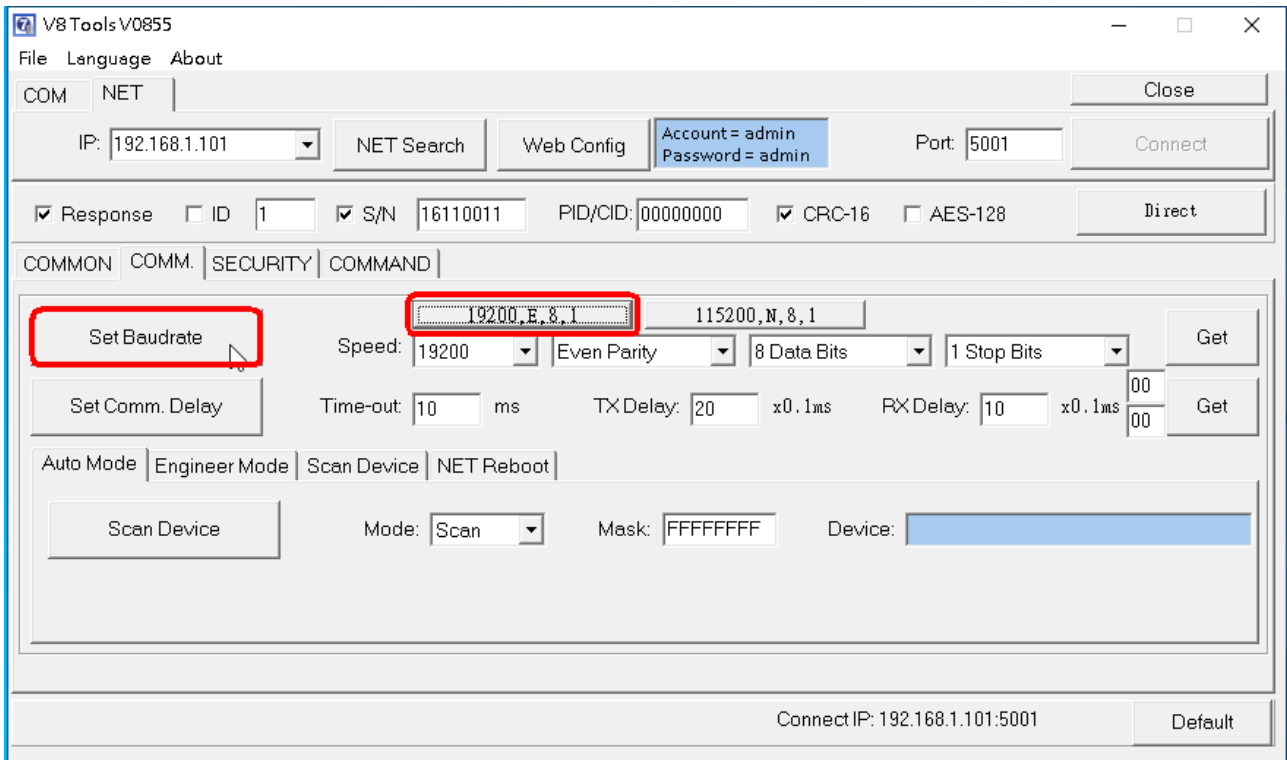 V8 Tools V0855
File Language About
COM NET Close
IP: 192.168.1.101 NET Search Web Config Account = admin Port: 5001 Connect
Password = admin
Response ID 1 S/N 16110011 PID/CID: 00000000 CRC-16 AES-128 Direct
COMMON COMM. SECURITY COMMAND
19200,E,8,1 115200,N,8,1
Set Baudrate Speed: 19200 Even Parity 8 Data Bits 1 Stop Bits Get
00
Set Comm. Delay Time-out: 10 ms TX Delay: 20 x0.1ms RX Delay: 10 x0.1ms Get
00
Auto Mode Engineer Mode Scan Device NET Reboot
Scan Device Mode: Scan Mask: FFFFFFFF Device:
Connect IP: 192.168.1.101:5001 Default